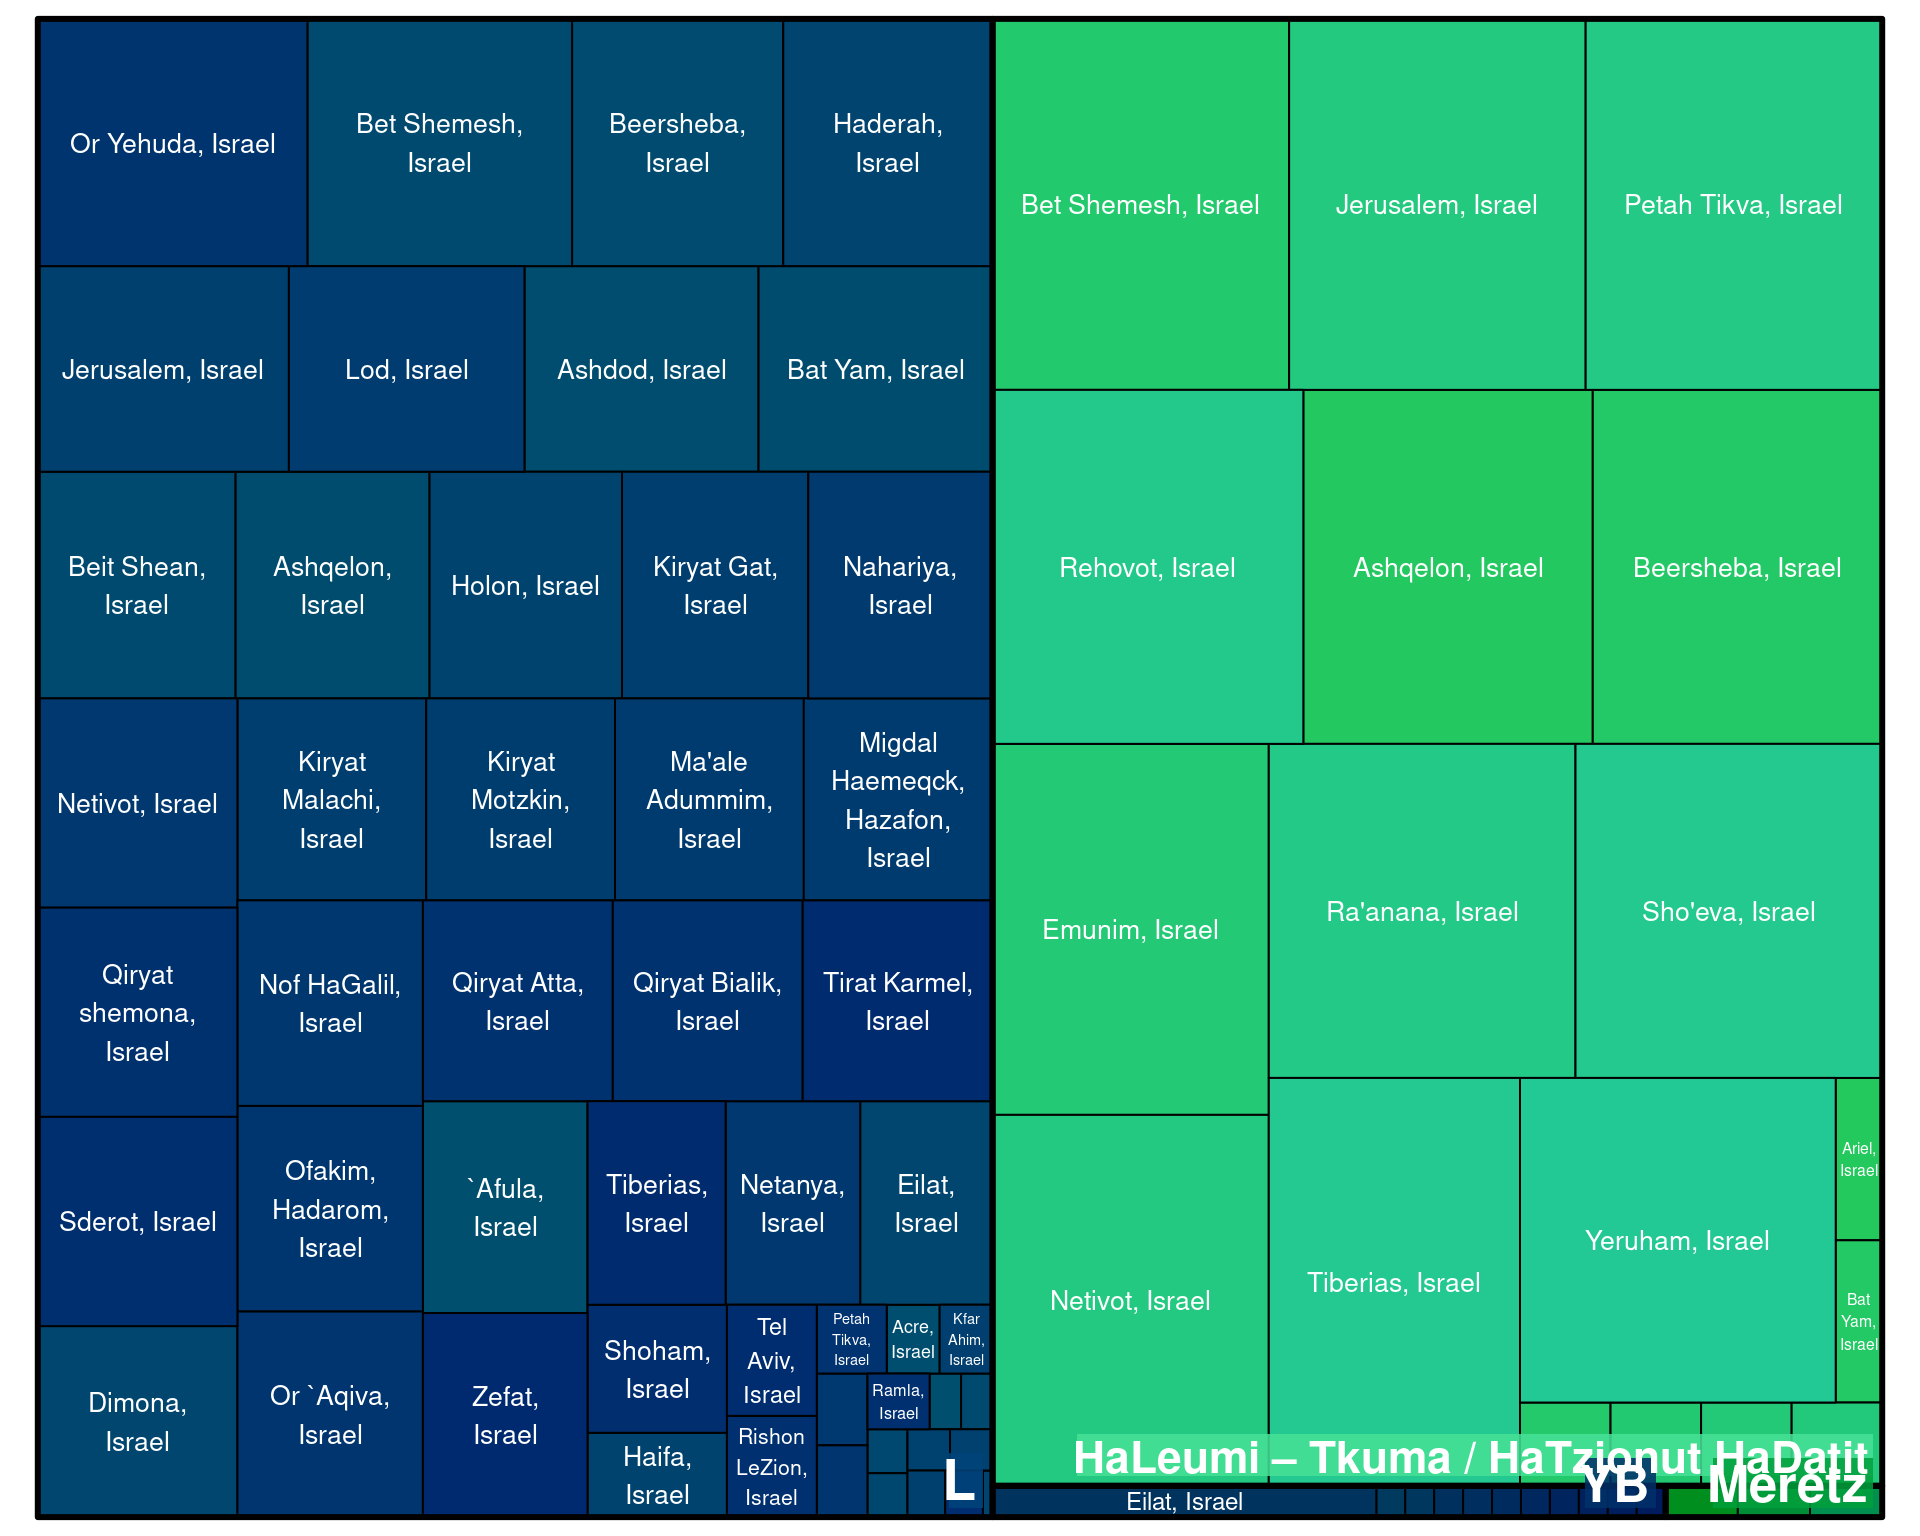 Or Yehuda, Israel
Bet Shemesh,
Israel
Beersheba,
Israel
Haderah,
Israel
Jerusalem, Israel
Lod, Israel
Ashdod, Israel
Bat Yam, Israel
Beit Shean,
Israel
Ashqelon,
Israel
Holon, Israel
Kiryat Gat,
Israel
Nahariya,
Israel
Netivot, Israel
Kiryat
Malachi,
Israel
Kiryat
Motzkin,
Israel
Ma'ale
Adummim,
Israel
Migdal
Haemeqck,
Hazafon,
Israel
Qiryat
shemona,
Israel
Nof HaGalil,
Israel
Qiryat Atta,
Israel
Qiryat Bialik,
Israel
Tirat Karmel,
Israel
Sderot, Israel
Ofakim,
Hadarom,
Israel
`Afula,
Israel
Tiberias,
Israel
Netanya,
Israel
Eilat,
Israel
Dimona,
Israel
Or `Aqiva,
Israel
Zefat,
Israel
Shoham,
Israel
Haifa,
Israel
Tel
Aviv,
Israel
Rishon
LeZion,
Israel
Petah
Tikva,
Israel
Acre,
Israel
Kfar
Ahim,
Israel
Ramla,
Israel
L
Bet Shemesh, Israel
Jerusalem, Israel
Petah Tikva, Israel
Rehovot, Israel
Ashqelon, Israel
Beersheba, Israel
Emunim, Israel
Ra'anana, Israel
Sho'eva, Israel
Netivot, Israel
Tiberias, Israel
Yeruham, Israel
Ariel,
Israel
Bat
Yam,
Israel
HaLeumi – Tkuma / HaTzionut HaDatit
Eilat, Israel
YB
Meretz